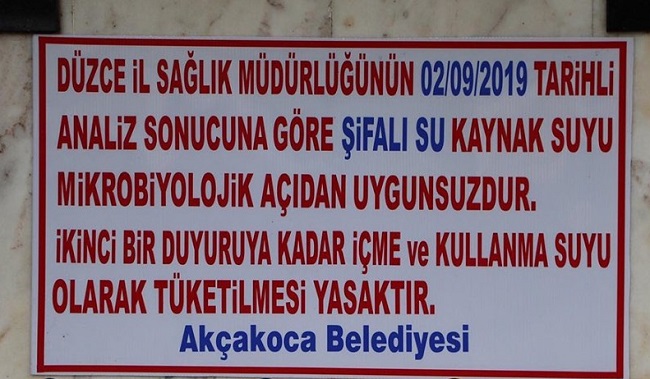 DÜZCE İL SAĞLIK MÜDÜRLÜĞÜNÜN 02/09/2019 TARİHLİ
ANALİZ SONUCUNA GÖRE ŞİFALI SU KAYNAK SUYU
MİKROBİYOLOJİK AÇIDAN UYGUNSUZDUR.
İKİNCİ BİR DUYURUYA KADAR İÇME ve KULLANMA SUYU
OLARAK TÜKETİLMESİ YASAKTIR.
Akçakoca Belediyesi